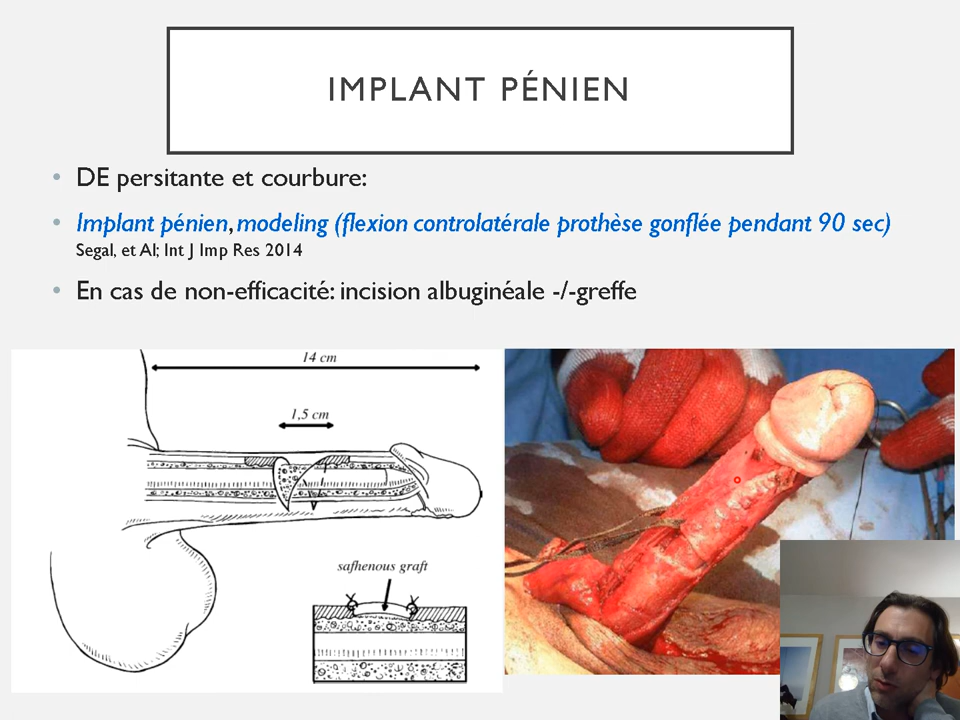 IMPLANT PÉNIEN
• DE persitante et courbure:
• Implant pénien, modeling (flexion controlatérale prothèse gonflée pendant 90 sec)
Segal, et Al; Int J Imp Res 2014
• En cas de non-efficacité: incision albuginéale -/-greffe
14 cm
1,5 cm
safhenous graft